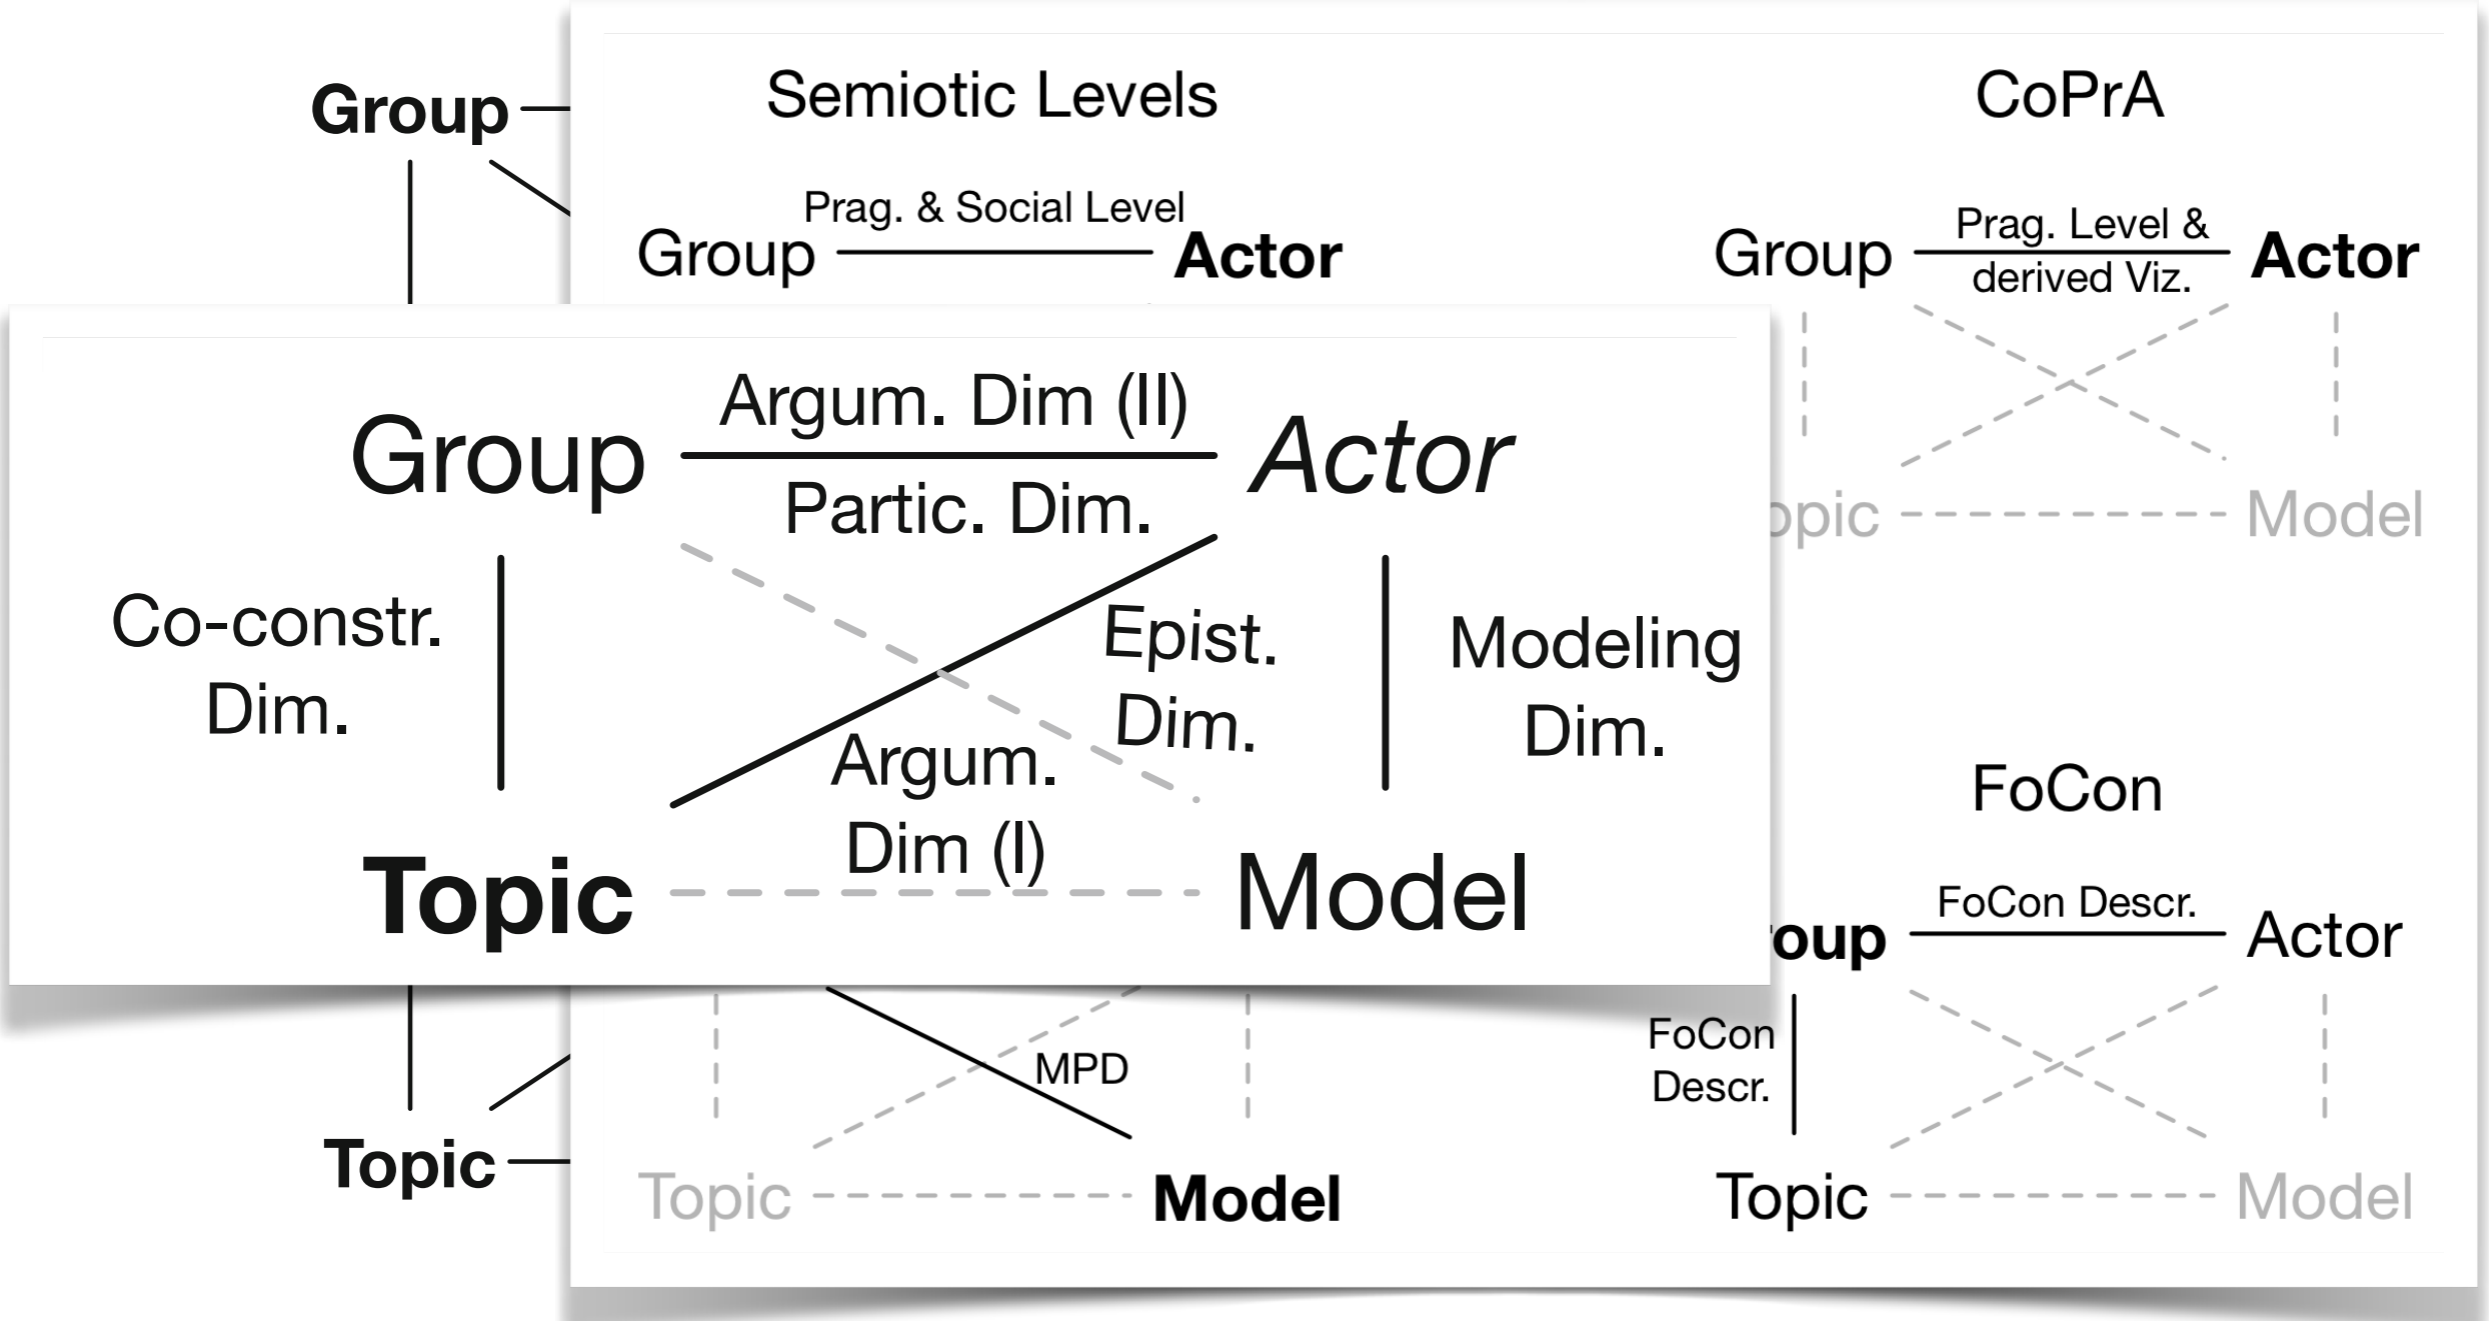 Group
Semiotic Levels
CoPrA
Prag. & Social Level
Group
Actor
Group
Prag. Level &
derived Viz.
Actor
Argum. Dim (II)
Group
Actor
Partic. Dim.
opic
Model
Co-constr.
Dim.
Epist.
Dim.
Modeling
Dim.
Argum.
Dim (I)
Topic
Model
FoCon
FoCon Descr.
oup
Actor
FoCon
Descr.
MPD
Topic
Topic
Model
Topic
Model